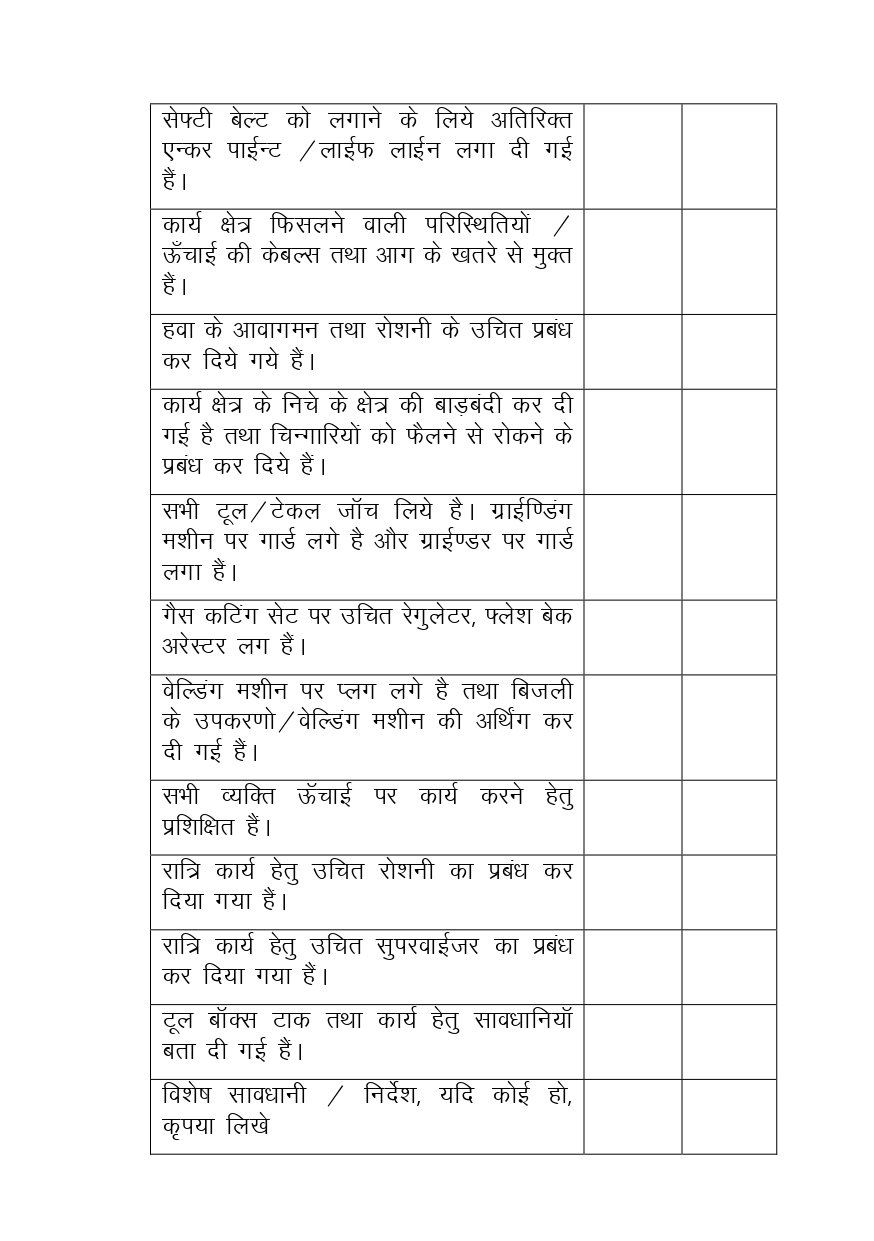 सेफ्टी बेल्ट को लगाने के लिये अतिरिक्त
एन्कर पाईन्ट /लाईफ लाईन लगा दी गई
हैं।
कार्य क्षेत्र फिसलने वाली परिस्थितियों /
ऊँचाई की केबल्स तथा आग के खतरे से मुक्त
हैं।
हवा के आवागमन तथा रोशनी के उचित प्रबंध
कर दिये गये हैं।
कार्य क्षेत्र के निचे के क्षेत्र की बाड़बंदी कर दी
गई है तथा चिन्गारियों को फैलने से रोकने के
प्रबंध कर दिये हैं।
सभी टूल/टेकल जॉच लिये है। ग्राईण्डिंग
मशीन पर गार्ड लगे है और ग्राईण्डर पर गार्ड
लगा हैं।
गैस कटिंग सेट पर उचित रेगुलेटर, फ्लेश बेक
अरेस्टर लग हैं।
वेल्डिंग मशीन पर प्लग लगे है तथा बिजली
के उपकरणो/वेल्डिंग मशीन की अर्थिंग कर
दी गई हैं।
सभी व्यक्ति ऊॅचाई पर कार्य करने हेतु
प्रशिक्षित हैं।
रात्रि कार्य हेतु उचित रोशनी का प्रबंध कर
दिया गया हैं।
रात्रि कार्य हेतु उचित सुपरवाईजर का प्रबंध
कर दिया गया हैं।
टूल बॉक्स टाक तथा कार्य हेतु सावधानियॉ
बता दी गई हैं।
विशेष सावधानी / निर्देश, यदि कोई हो,
कृपया लिखे